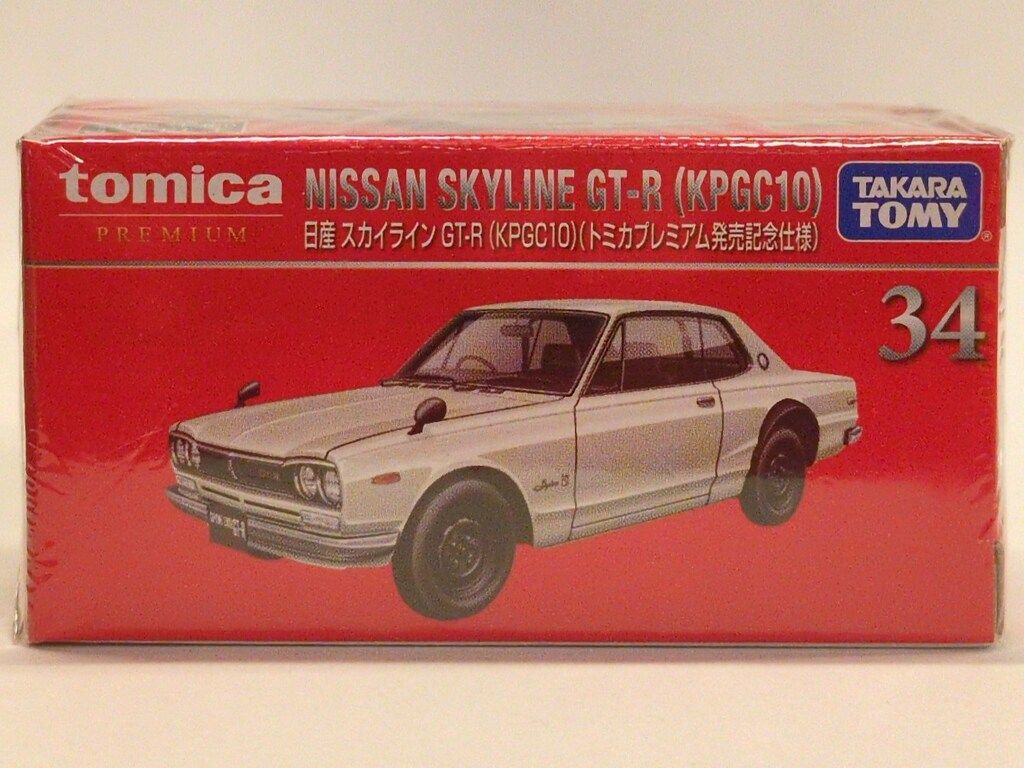 tomica
PREMIUM
NISSAN SKYLINE GT-R (KPGC10)
日産 スカイライン GT-R (KPGC10)(トミカプレミアム発売記念仕様)
TAKARA
TOMY
®
34